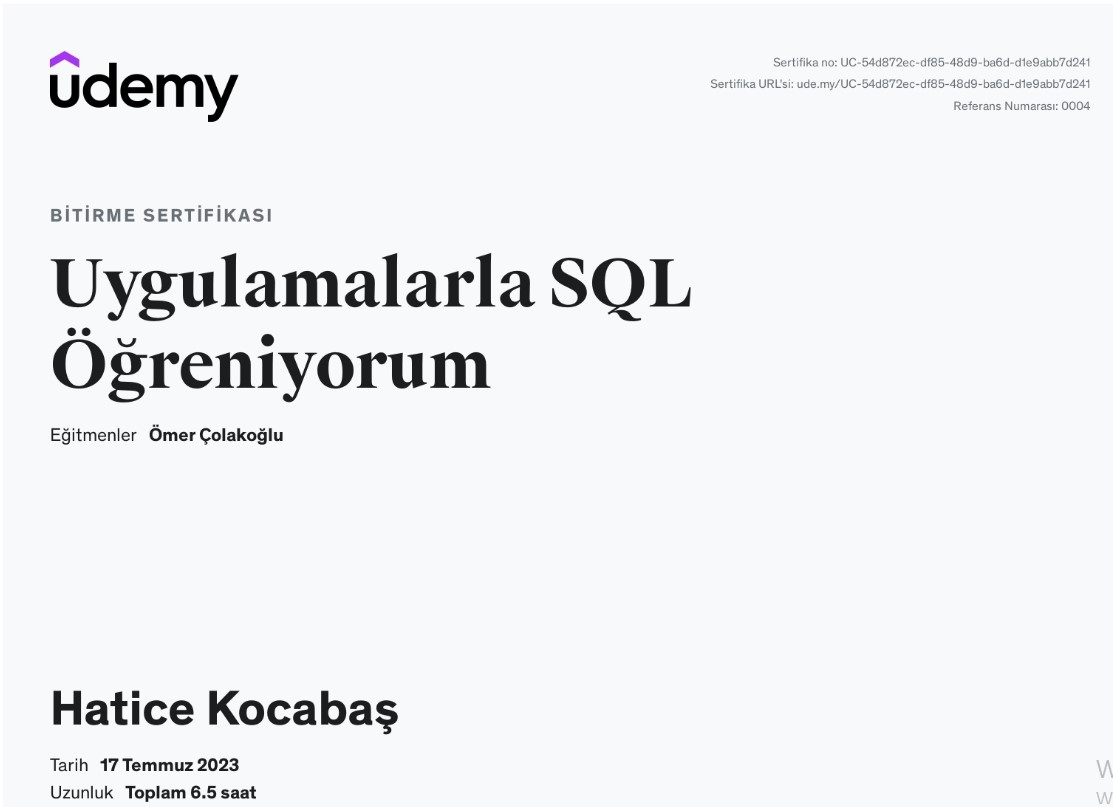 udemy
Sertifika no: UC-54d872ec-df85-48d9-ba6d-d1e9abb7d241
Sertifika URL'si: ude.my/UC-54d872ec-df85-48d9-ba6d-d1e9abb7d241
Referans Numarası: 0004
BİTİRME SERTİFİKASI
Uygulamalarla SQL
Öğreniyorum
Eğitmenler Ömer Çolakoğlu
Hatice Kocabaş
Tarih 17 Temmuz 2023
Uzunluk Toplam 6.5 saat